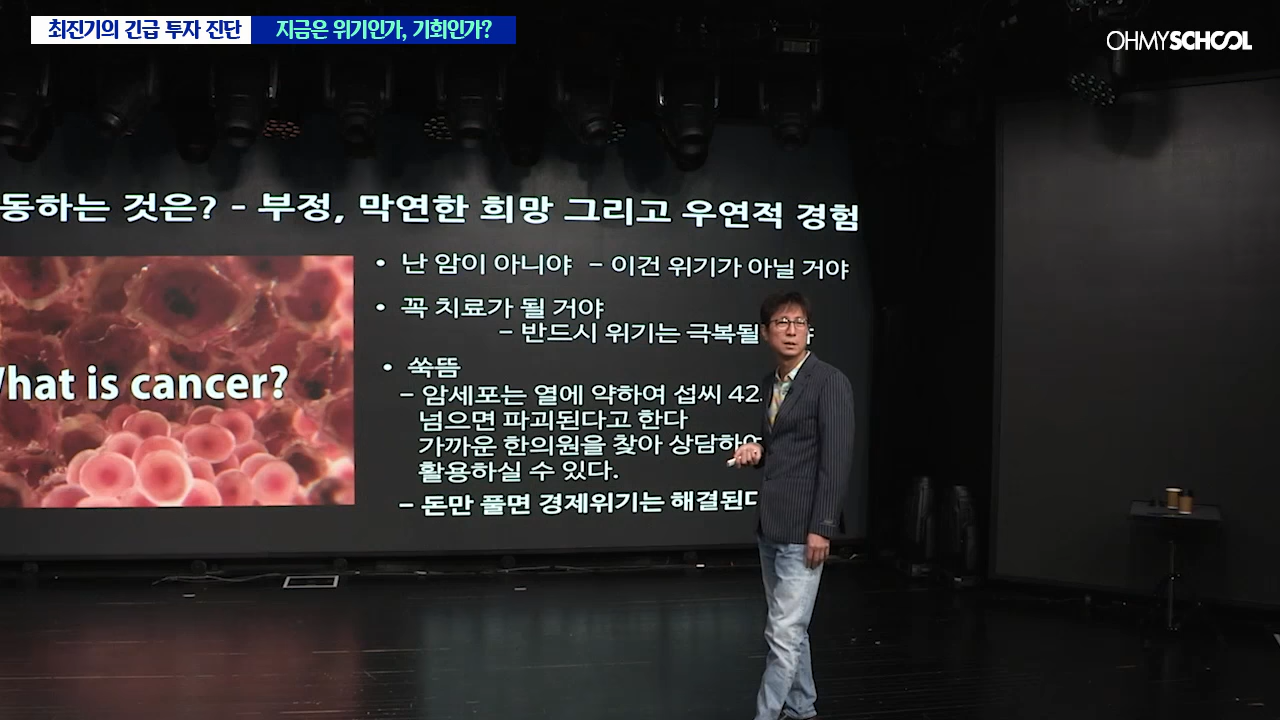 최진기의 긴급 투자 진단 지금은 위기인가, 기회인가?
OHMYSCHOOL
동하는 것은? - 부정, 막연한 희망 그리고 우연적 경험
• 난 암이 아니야 - 이건 위기가 아닐 거야
• 꼭 치료가 될 거야
- 반드시 위기는 극복될
• 쑥뜸
- 암세포는 열에 약하여 섭씨 42
넘으면 파괴된다고 한다
가까운 한의원을 찾아 상담하여
활용하실 수 있다.
- 돈만 풀면 경제위기는 해결된다
What is cancer?